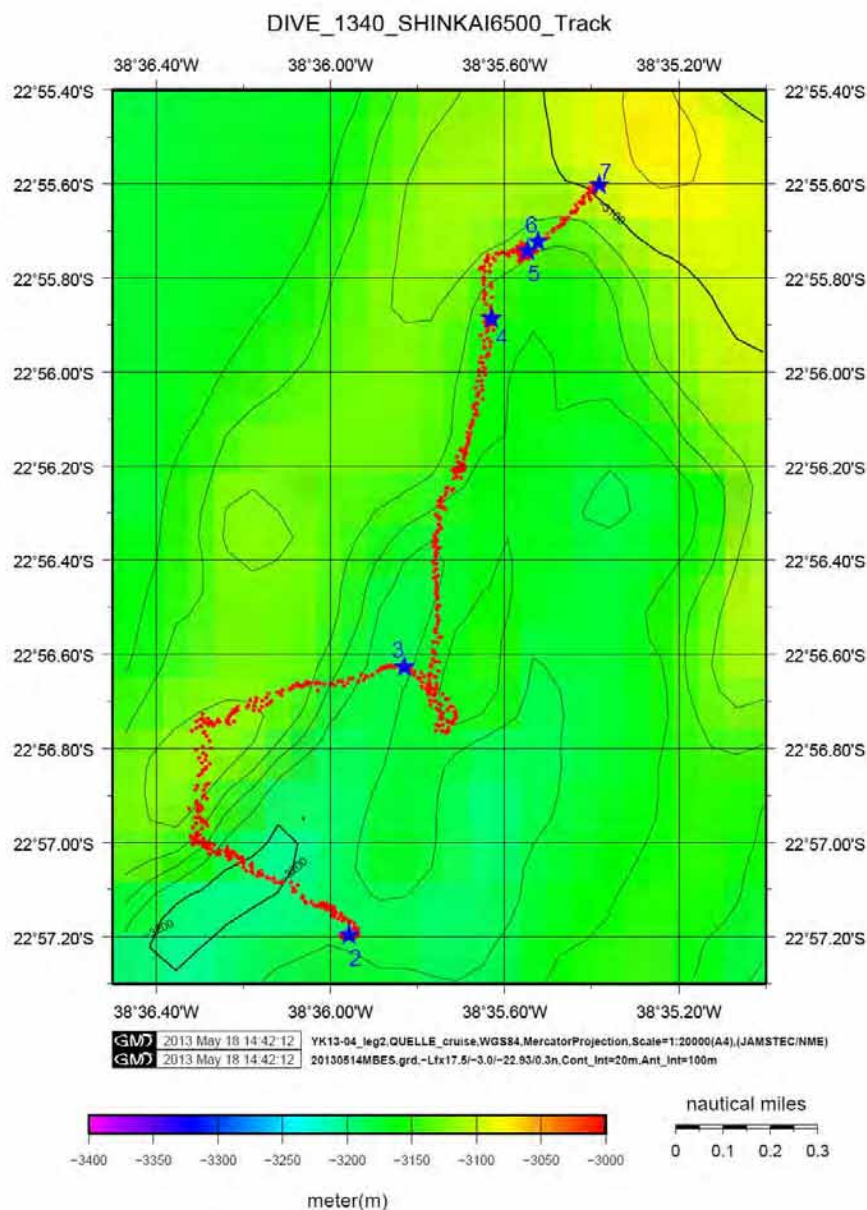 DIVE_1340_SHINKAI6500_Track
38°36.40'W 38°36.00'W 38°35.60'W 38°35.20'W
22°55.40'S 22°55.40'S
7
22°55.60'S 22°55.60'S
-3100
6
22°55.80'S 5 22°55.80'S
4
22°56.00'S 22°56.00'S
22°56.20'S 22°56.20'S
22°56.40'S 22°56.40'S
22°56.60'S 3 22°56.60'S
22°56.80'S 22°56.80'S
22°57.00'S 22°57.00'S
-3200
-3200
22°57.20'S 22°57.20'S
2
38°36.40'W 38°36.00'W 38°35.60'W 38°35.20'W
GMD 2013 May 18 14:42:12 YK13-04_leg2,QUELLE_cruise,WGS84,MercatorProjection,Scale=1:20000(A4),(JAMSTEC/NME)
GMD 2013 May 18 14:42:12 20130514MBES.grd,-Lfx17.5/-3.0/-22.93/0.3n,Cont_Int=20m,Ant_Int=100m
nautical miles
0 0.1 0.2 0.3
-3400 -3350 -3300 -3250 -3200 -3150 -3100 -3050 -3000
meter(m)